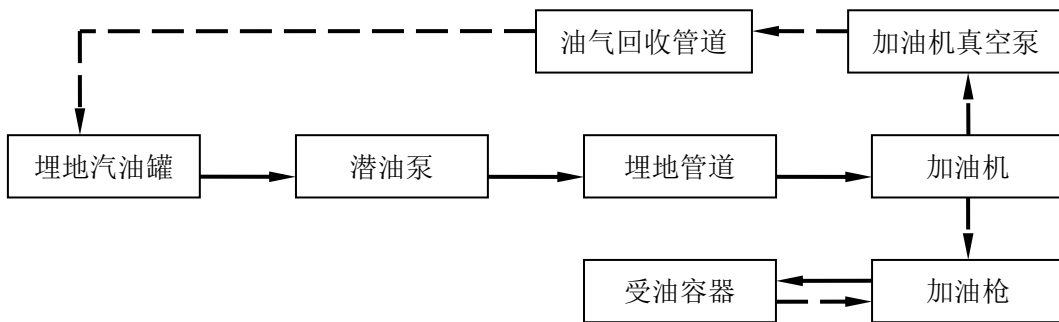 油气回收管道
加油机真空泵
埋地汽油罐
潜油泵
埋地管道
加油机
受油容器
加油枪